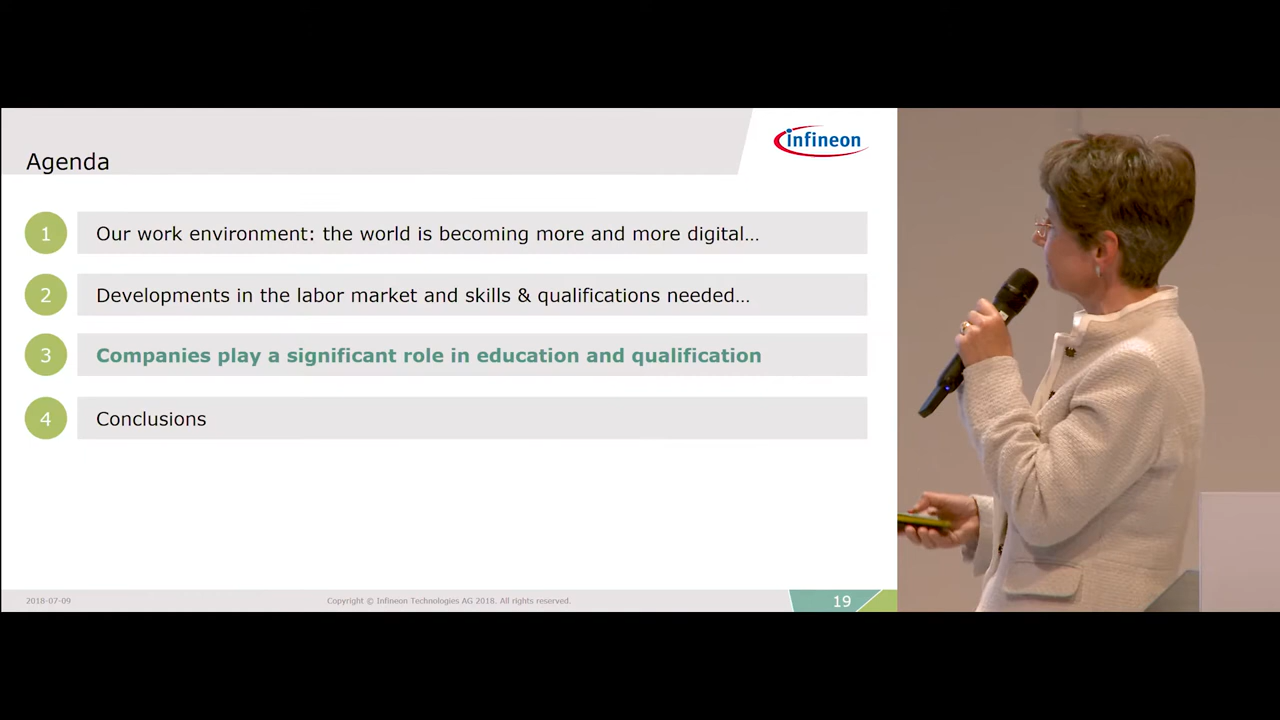 Agenda
infineon
1 Our work environment: the world is becoming more and more digital…
2 Developments in the labor market and skills & qualifications needed…
3 Companies play a significant role in education and qualification
4 Conclusions
2018-07-09 Copyright © Infineon Technologies AG 2018. All rights reserved. 19